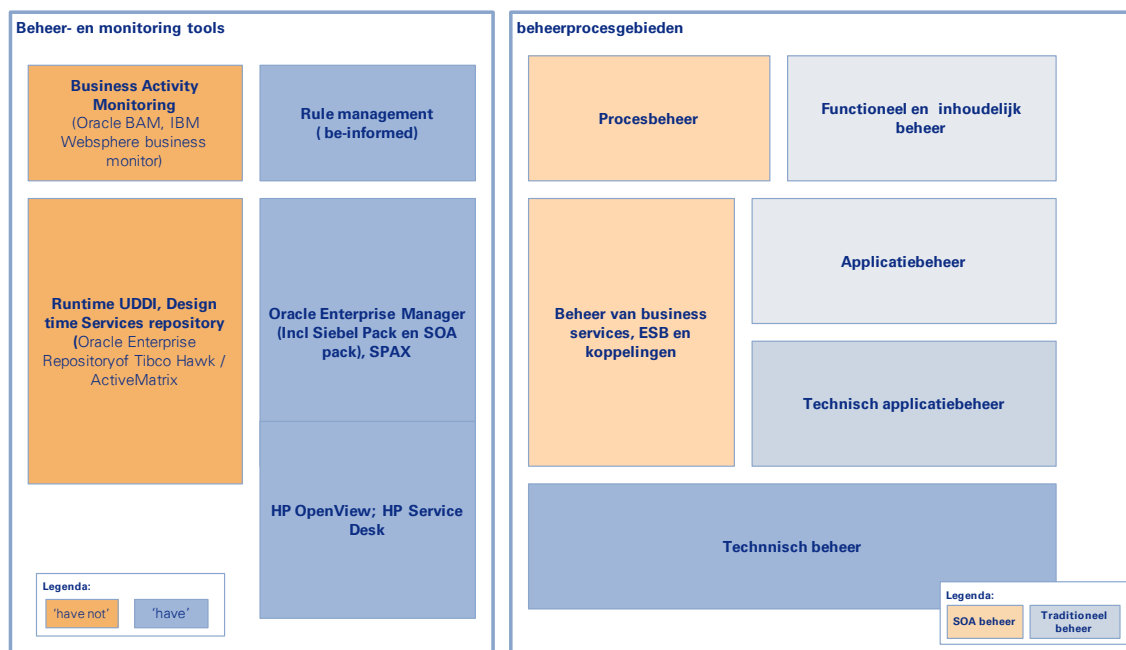 Beheer- en monitoring tools
Business Activity
Monitoring
(Oracle BAM, IBM
Websphere business
monitor)
Rule management
( be-informed)
Runtime UDDI, Design
time Services repository
(Oracle Enterprise
Repositoryof Tibco Hawk /
ActiveMatrix
Oracle Enterprise Manager
(Incl Siebel Pack en SOA
pack), SPAX
HP OpenView; HP Service
Desk
Legenda:
'have not'
'have'
beheerprocesgebieden
Procesbeheer
Functioneel en inhoudelijk
beheer
Beheer van business
services, ESB en
koppelingen
Applicatiebeheer
Technisch applicatiebeheer
Technnisch beheer
Legenda:
SOA beheer
Traditioneel
beheer